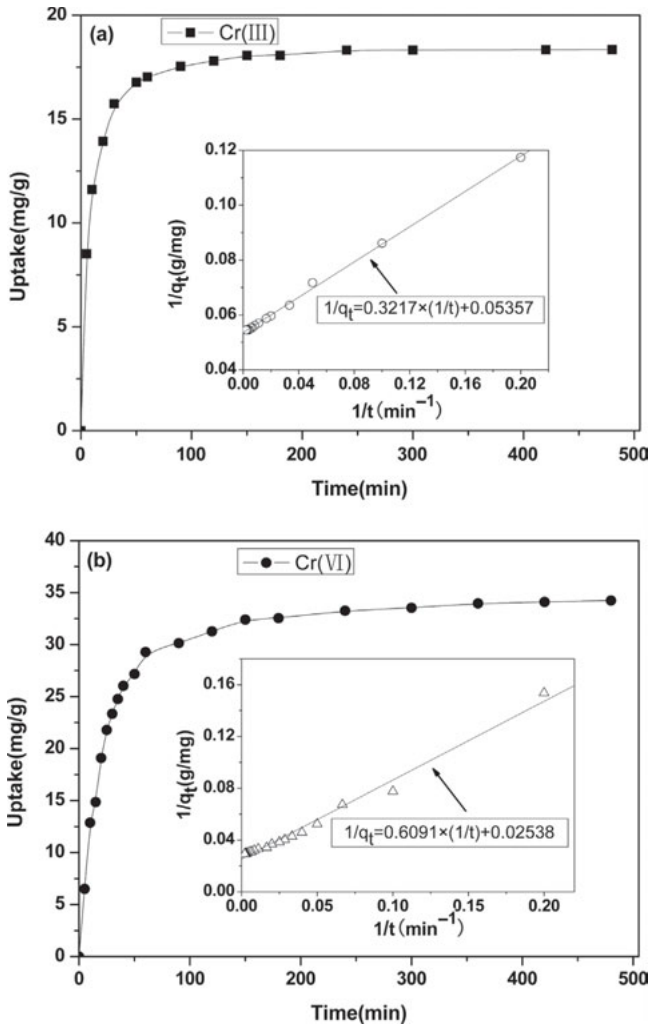 (a)
Cr(Ⅲ)
Uptake(mg/g)
20
15
10
5
0
0 100 200 300 400 500
Time(min)
1/qt(g/mg)
0.12
0.10
0.08
0.06
0.04
0.00 0.04 0.08 0.12 0.16 0.20
1/t(min⁻¹)
1/qt=0.3217×(1/t)+0.05357
(b)
Cr(Ⅵ)
Uptake(mg/g)
40
35
30
25
20
15
10
5
0
0 100 200 300 400 500
Time(min)
1/qt(g/mg)
0.16
0.12
0.08
0.04
0.00
0.00 0.05 0.10 0.15 0.20
1/t(min⁻¹)
1/qt=0.6091×(1/t)+0.02538